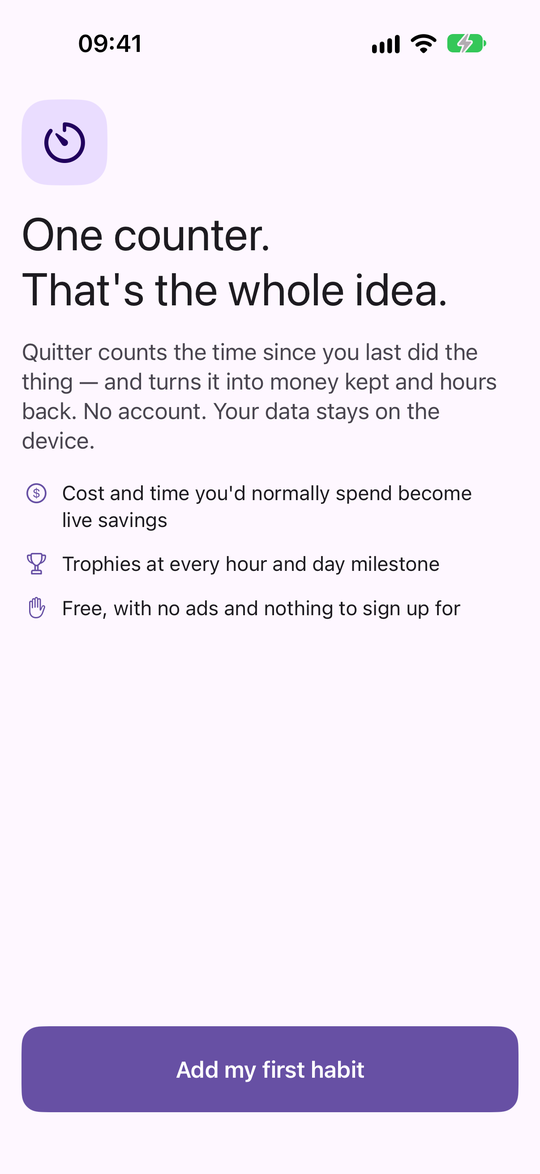 09:41
One counter.
That's the whole idea.
Quitter counts the time since you last did the
thing — and turns it into money kept and hours
back. No account. Your data stays on the
device.
$
Cost and time you'd normally spend become
live savings
Trophies at every hour and day milestone
Free, with no ads and nothing to sign up for
Add my first habit